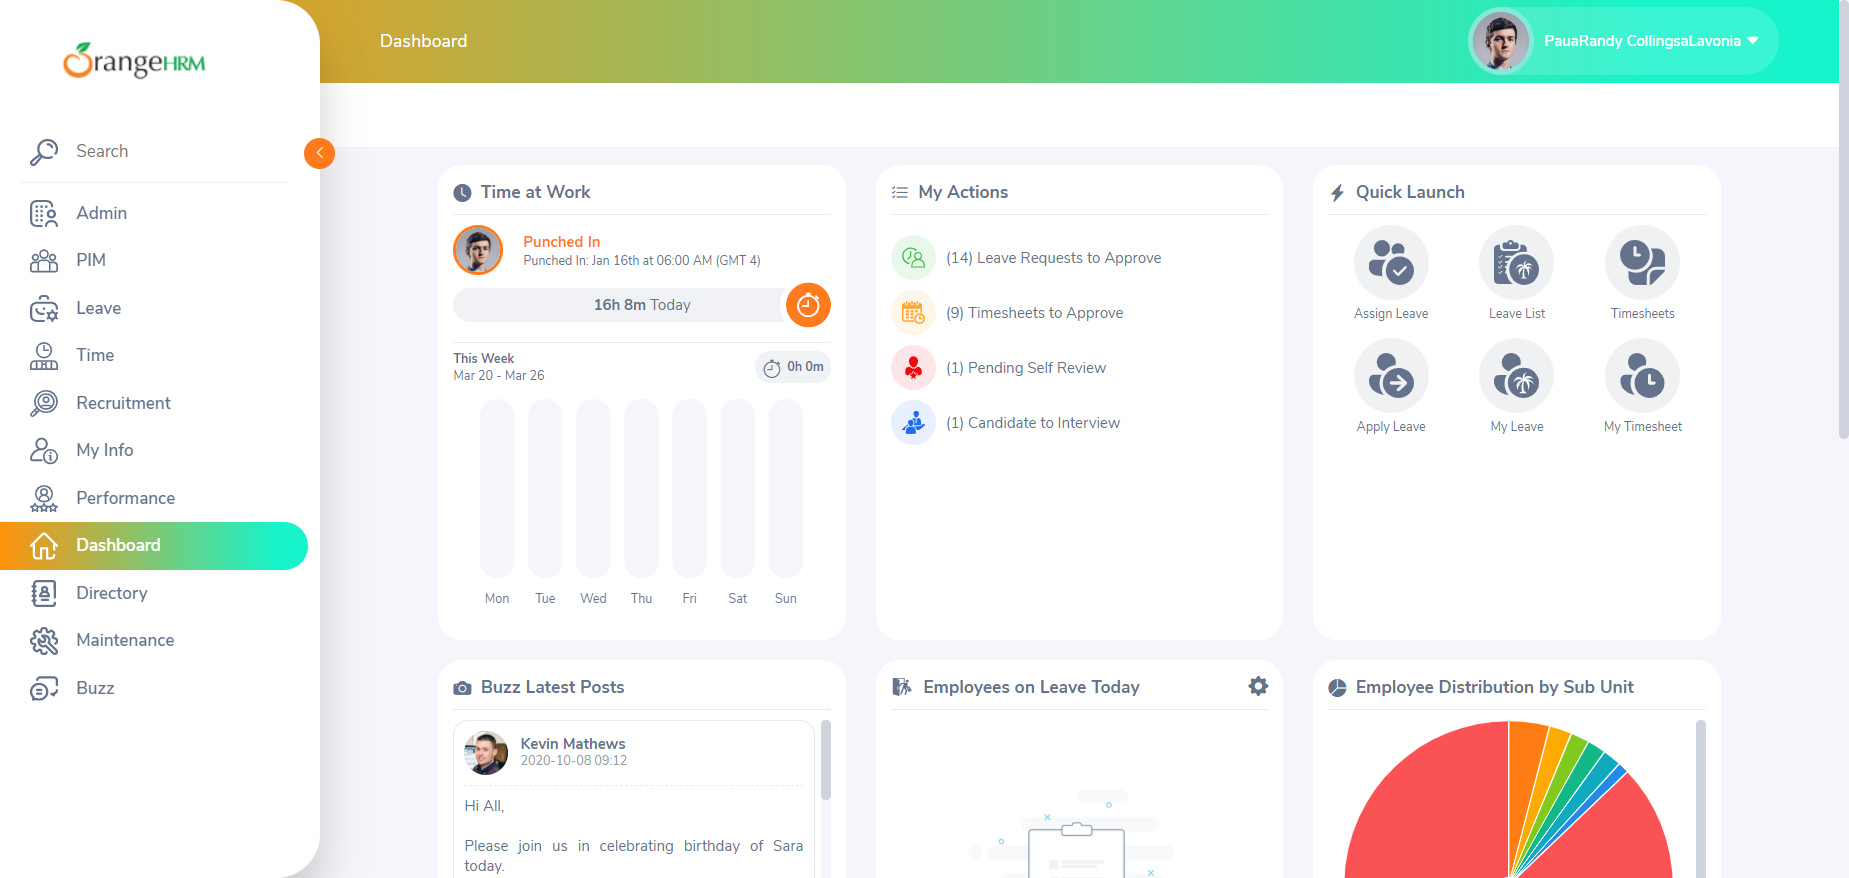 OrangeHRM
Search
Admin
PIM
Leave
Time
Recruitment
My Info
Performance
Dashboard
Directory
Maintenance
Buzz
Dashboard
PauaRandy CollingsaLavonia
Time at Work
Punched In
Punched In: Jan 16th at 06:00 AM (GMT 4)
16h 8m Today
This Week
Mar 20 - Mar 26
0h 0m
Mon Tue Wed Thu Fri Sat Sun
My Actions
(14) Leave Requests to Approve
(9) Timesheets to Approve
(1) Pending Self Review
(1) Candidate to Interview
Quick Launch
Assign Leave
Leave List
Timesheets
Apply Leave
My Leave
My Timesheet
Buzz Latest Posts
Kevin Mathews
2020-10-08 09:12
Hi All,
Please join us in celebrating birthday of Sara
today.
Employees on Leave Today
Employee Distribution by Sub Unit